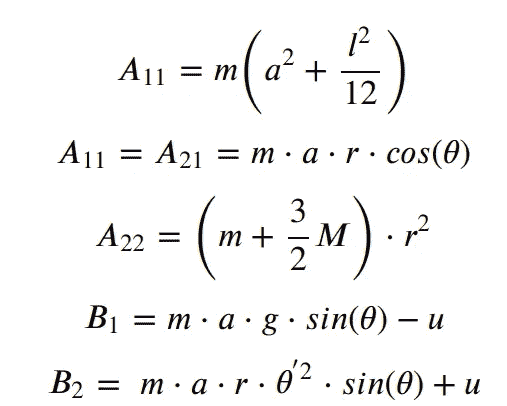 A₁₁ = m(a² + l²/12)
A₁₁ = A₂₁ = m · a · r · cos(θ)
A₂₂ = (m + 3/2 M) · r²
B₁ = m · a · g · sin(θ) − u
B₂ = m · a · r · θ′² · sin(θ) + u